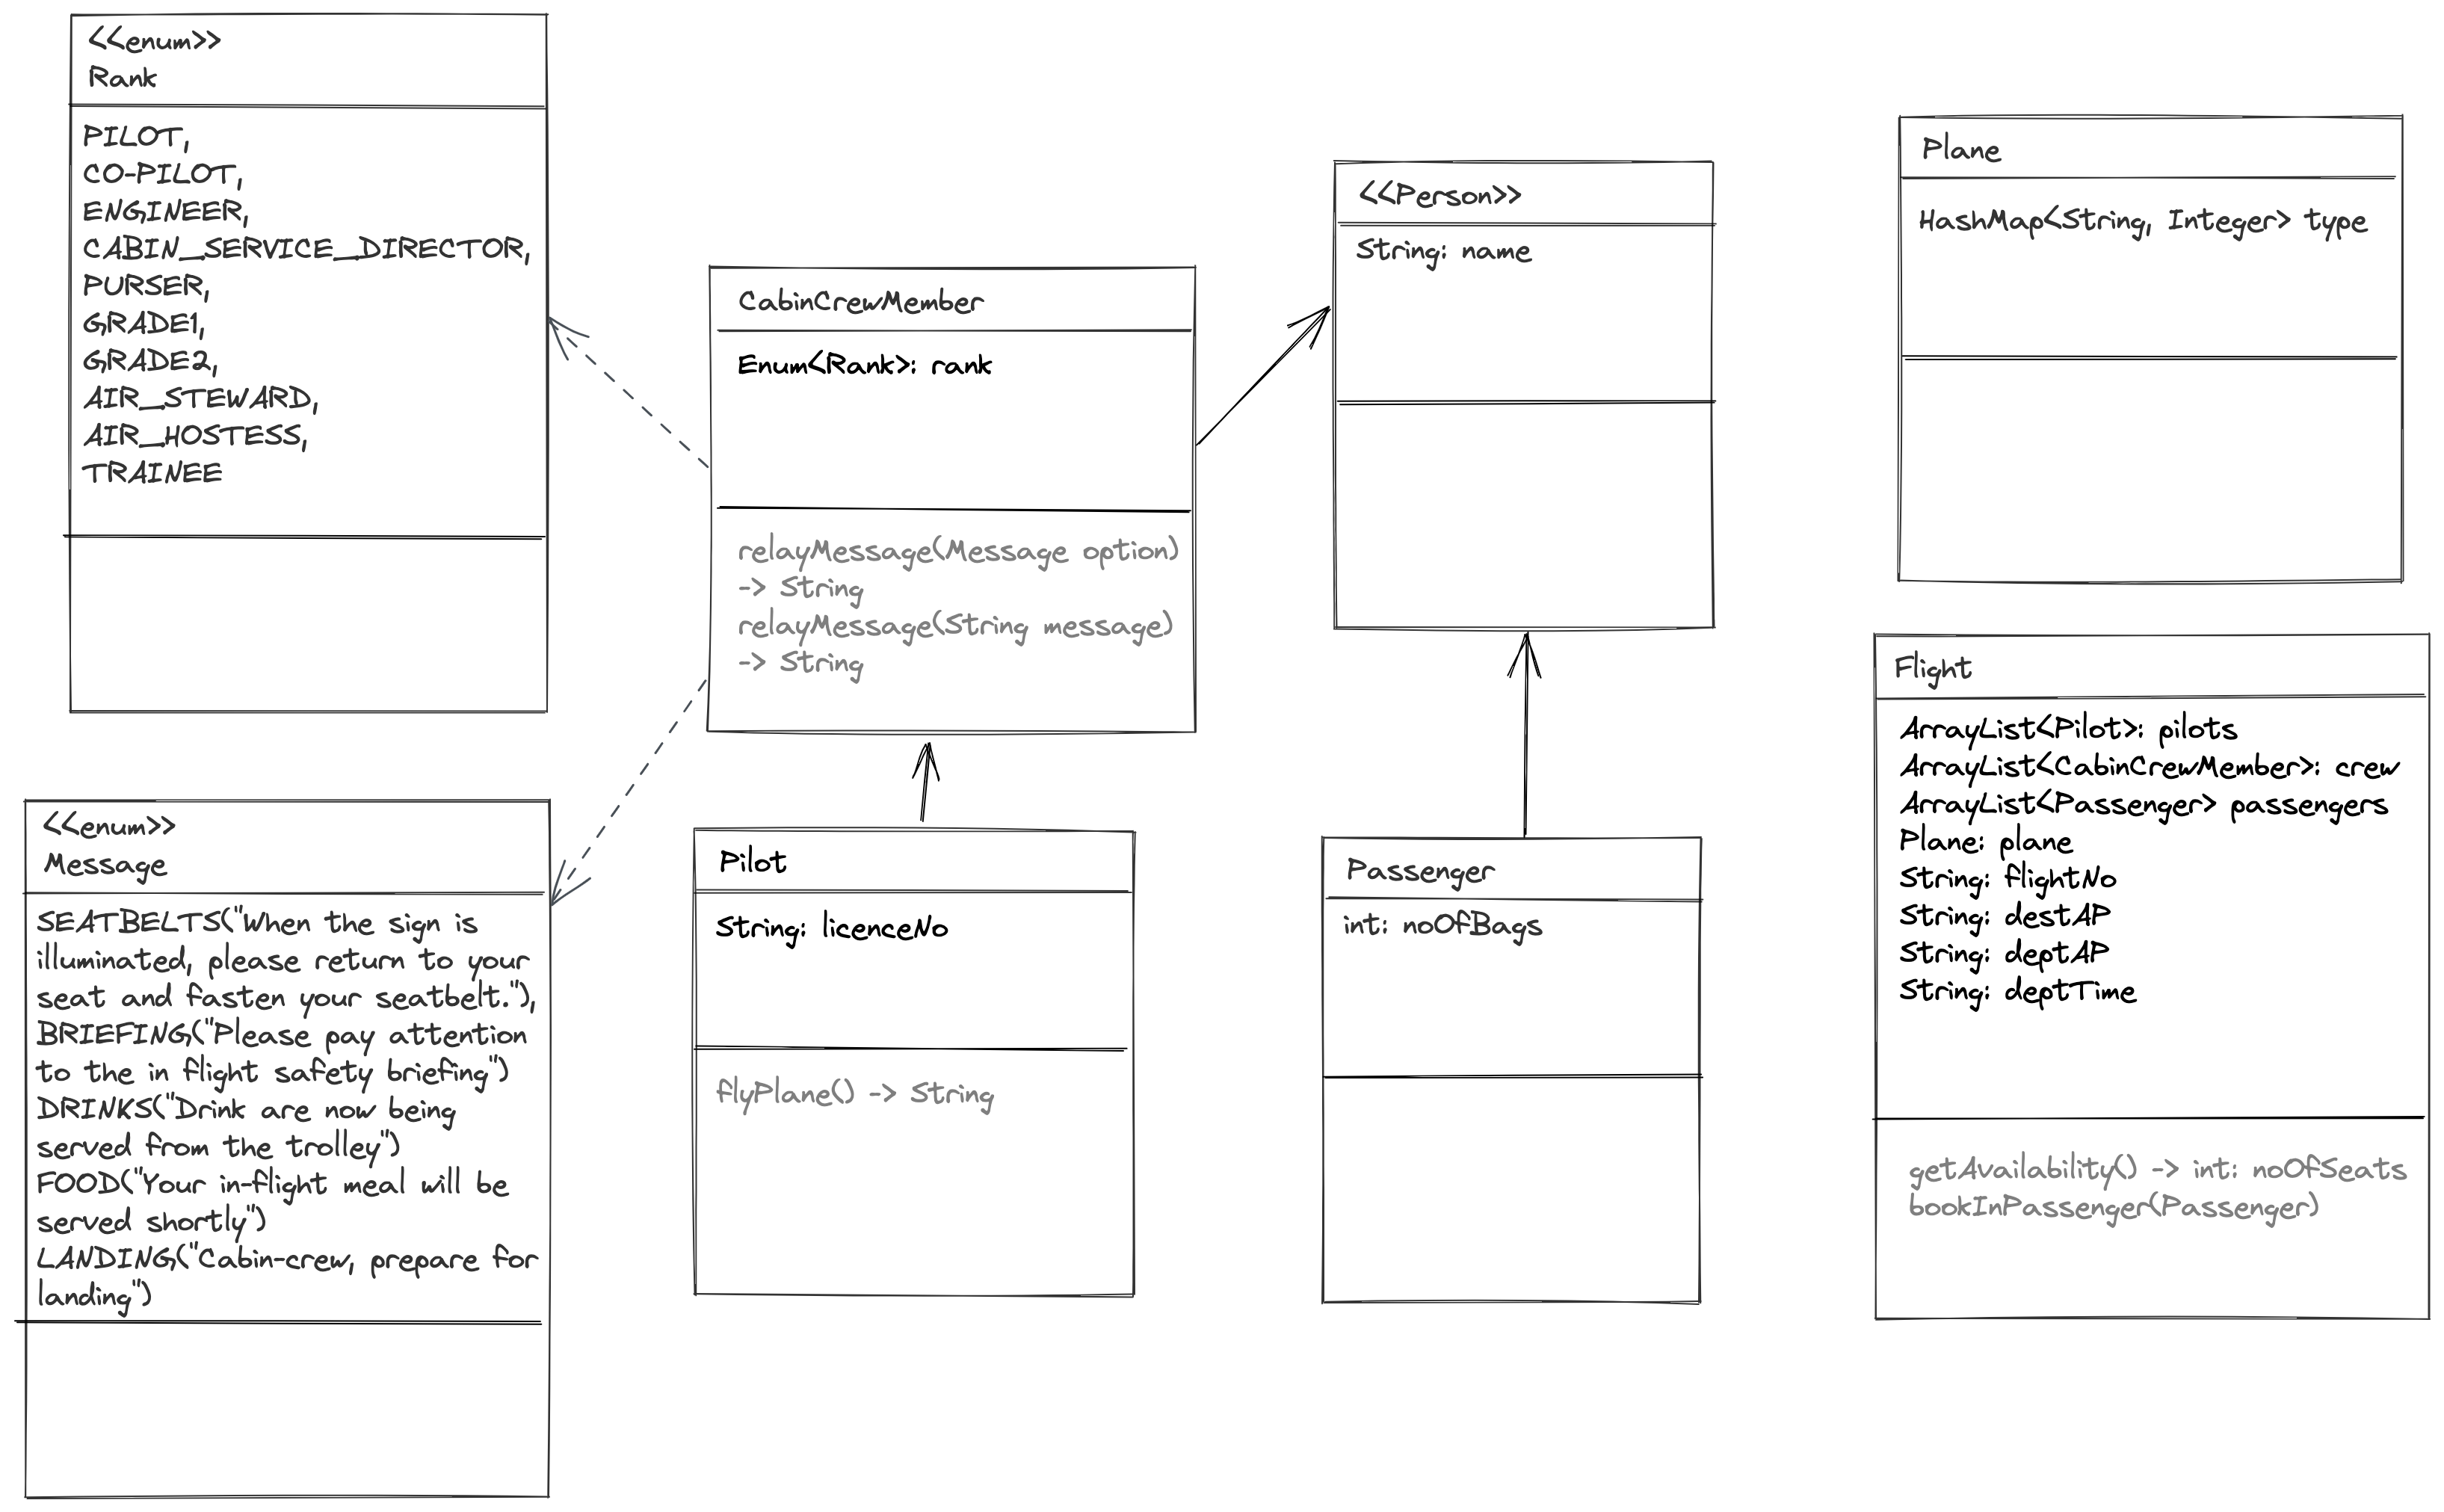 <<enum>>
Rank
PILOT,
CO-PILOT,
ENGINEER,
CABIN_SERVICE_DIRECTOR,
PURSER,
GRADE1,
GRADE2,
AIR_STEWARD,
AIR_HOSTESS,
TRAINEE
<<enum>>
Message
SEATBELTS("When the sign is
illuminated, please return to your
seat and fasten your seatbelt."),
BRIEFING("Please pay attention
to the in flight safety briefing")
DRINKS("Drink are now being
served from the trolley")
FOOD("Your in-flight meal will be
served shortly")
LANDING("Cabin-crew, prepare for
landing")
CabinCrewMember
Enum<Rank>: rank
relayMessage(Message option)
-> String
relayMessage(String message)
-> String
Pilot
String: licenceNo
flyPlane() -> String
<<Person>>
String: name
Passenger
int: noOfBags
Plane
HashMap<String, Integer> type
Flight
ArrayList<Pilot>: pilots
ArrayList<CabinCrewMember>: crew
ArrayList<Passenger> passengers
Plane: plane
String: flightNo
String: destAP
String: deptAP
String: deptTime
getAvailability() -> int: noOfSeats
bookInPassenger(Passenger)